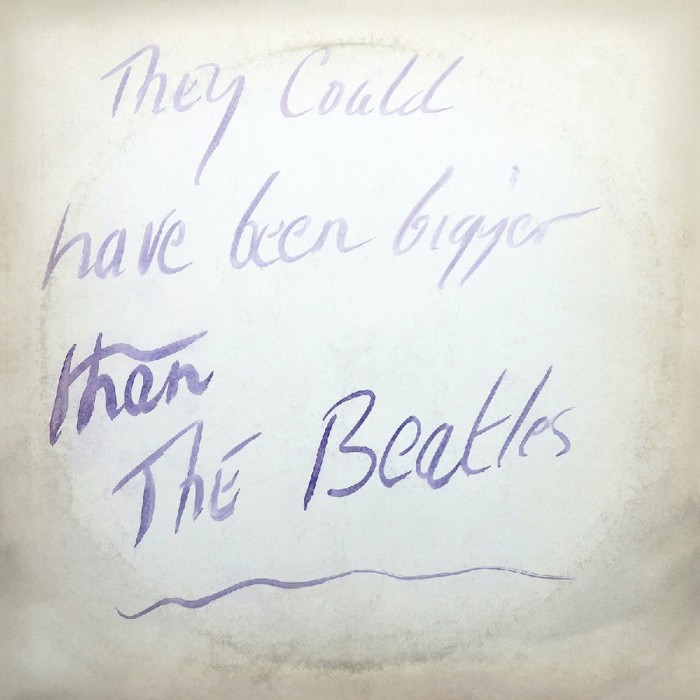 They Could
have been bigger
than
The Beatles